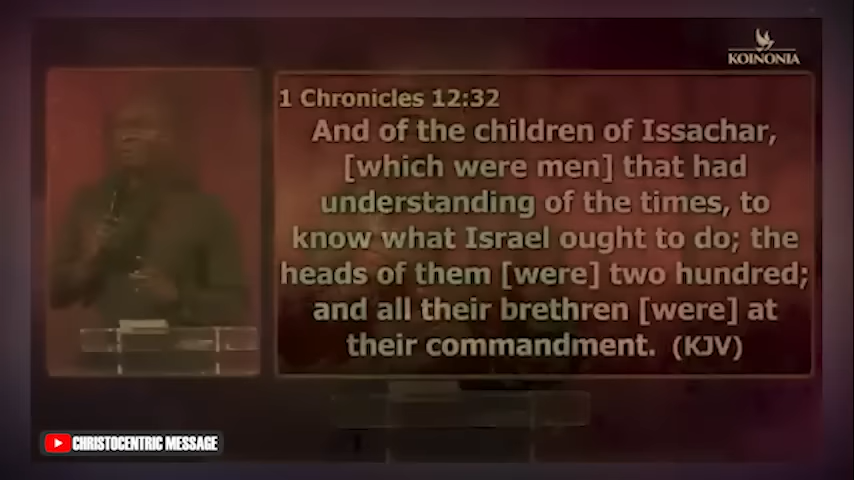 KOINONIA
1 Chronicles 12:32
And of the children of Issachar,
[which were men] that had
understanding of the times, to
know what Israel ought to do; the
heads of them [were] two hundred;
and all their brethren [were] at
their commandment. (KJV)
CHRISTOCENTRIC MESSAGE